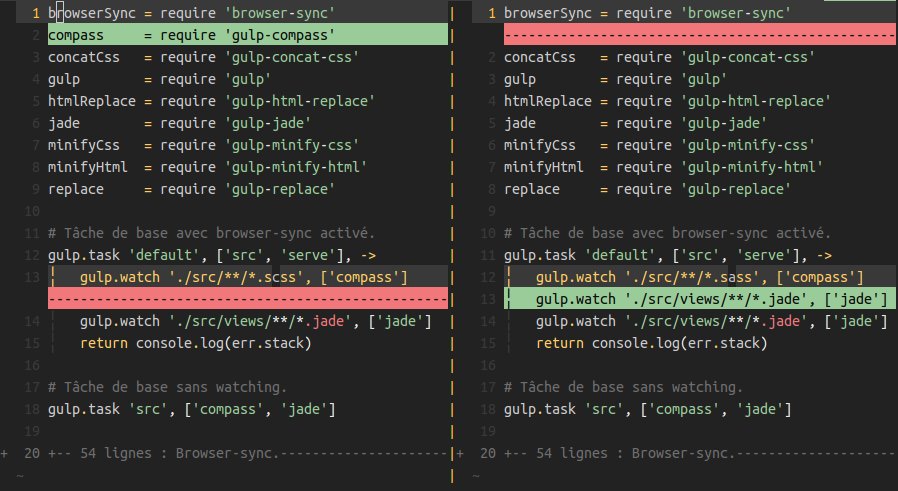 1 browserSync = require 'browser-sync'
2 compass     = require 'gulp-compass'
3 concatCss   = require 'gulp-concat-css'
4 gulp        = require 'gulp'
5 htmlReplace = require 'gulp-html-replace'
6 jade        = require 'gulp-jade'
7 minifyCss   = require 'gulp-minify-css'
8 minifyHtml  = require 'gulp-minify-html'
9 replace     = require 'gulp-replace'
10
11 # Tâche de base avec browser-sync activé.
12 gulp.task 'default', ['src', 'serve'], ->
13 ¦   gulp.watch './src/**/*.scss', ['compass']
--------------------------------------------------
14 ¦   gulp.watch './src/views/**/*.jade', ['jade']
15 ¦   return console.log(err.stack)
16
17 # Tâche de base sans watching.
18 gulp.task 'src', ['compass', 'jade']
19
+ 20 +-- 54 lignes : Browser-sync.---------------------
~
1 browserSync = require 'browser-sync'
-------------------------------------------------
2 concatCss   = require 'gulp-concat-css'
3 gulp        = require 'gulp'
4 htmlReplace = require 'gulp-html-replace'
5 jade        = require 'gulp-jade'
6 minifyCss   = require 'gulp-minify-css'
7 minifyHtml  = require 'gulp-minify-html'
8 replace     = require 'gulp-replace'
9
10 # Tâche de base avec browser-sync activé.
11 gulp.task 'default', ['src', 'serve'], ->
12 ¦   gulp.watch './src/**/*.sass', ['compass']
13 ¦   gulp.watch './src/views/**/*.jade', ['jade']
14 ¦   gulp.watch './src/views/**/*.jade', ['jade']
15 ¦   return console.log(err.stack)
16
17 # Tâche de base sans watching.
18 gulp.task 'src', ['compass', 'jade']
19
+ 20 +-- 54 lignes : Browser-sync.--------------------
~